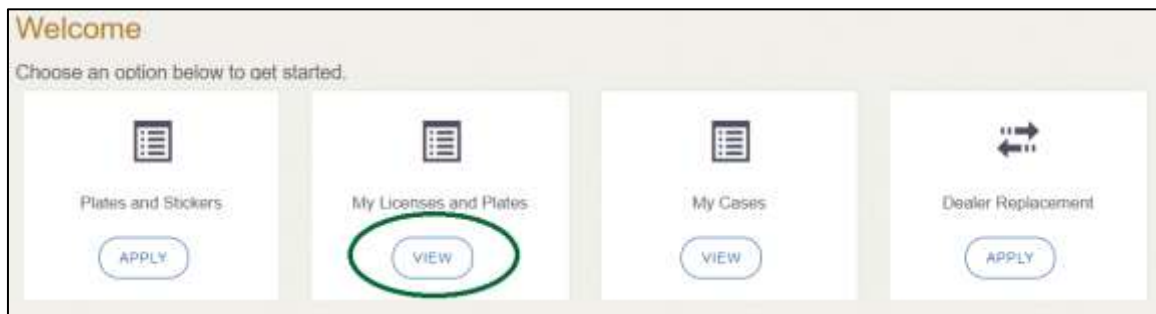 Welcome
Choose an option below to get started.
Plates and Stickers
My Licenses and Plates
My Cases
Dealer Replacement
APPLY
VIEW
VIEW
APPLY